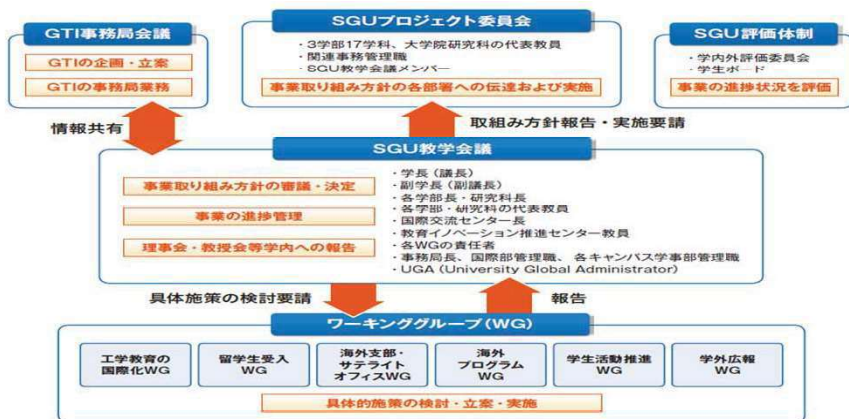 GTI事務局会議
GTIの企画・立案
GTIの事務局業務
SGUプロジェクト委員会
・3学部17学科、大学院研究科の代表教員
・関連事務管理職
・SGU教学会議メンバー
事業取り組み方針の各部署への伝達および実施
SGU評価体制
・学内外評価委員会
・学生ボード
事業の進捗状況を評価
情報共有
取組み方針報告・実施要請
SGU教学会議
事業取り組み方針の審議・決定
事業の進捗管理
理事会・教授会等学内への報告
・学長（議長）
・副学長（副議長）
・各学部長・研究科長
・各学部・研究科の代表教員
・国際交流センター長
・教育イノベーション推進センター教員
・各WGの責任者
・事務局長、国際部管理職、各キャンパス学事部管理職
・UGA（University Global Administrator）
具体施策の検討要請
報告
ワーキンググループ（WG）
工学教育の
国際化WG
留学生受入
WG
海外支部・
サテライト
オフィスWG
海外
プログラム
WG
学生活動推進
WG
学外広報
WG
具体的施策の検討・立案・実施